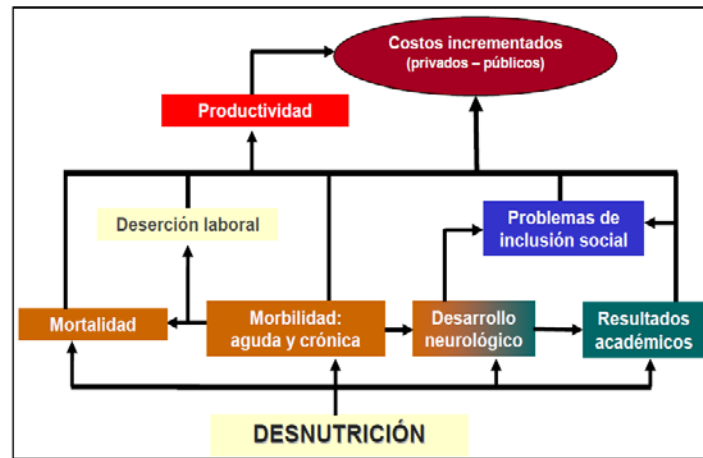 Costos incrementados
(privados – públicos)
Productividad
Deserción laboral
Problemas de
inclusión social
Mortalidad
Morbilidad:
aguda y crónica
Desarrollo
neurológico
Resultados
académicos
DESNUTRICIÓN